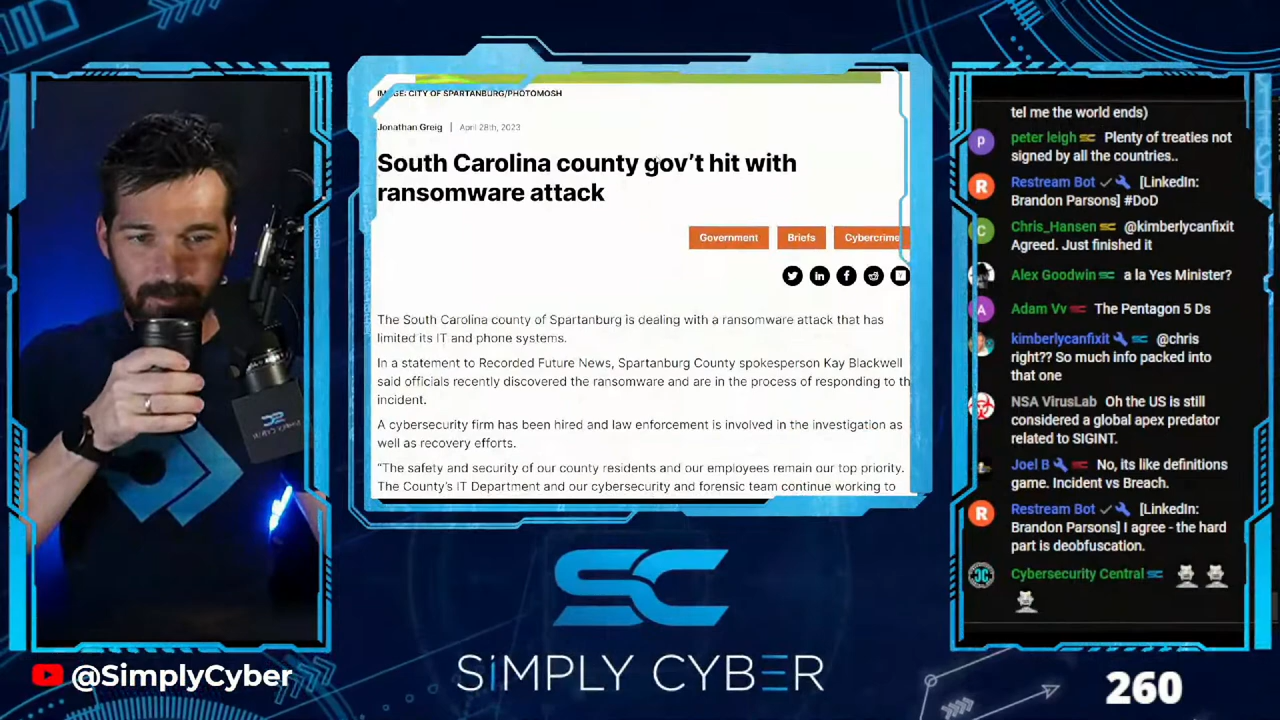 IMAGE: CITY OF SPARTANBURG/PHOTOMOSH
Jonathan Greig | April 28th, 2023
South Carolina county gov't hit with
ransomware attack
Government Briefs Cybercrime
The South Carolina county of Spartanburg is dealing with a ransomware attack that has
limited its IT and phone systems.
In a statement to Recorded Future News, Spartanburg County spokesperson Kay Blackwell
said officials recently discovered the ransomware and are in the process of responding to th
incident.
A cybersecurity firm has been hired and law enforcement is involved in the investigation as
well as recovery efforts.
“The safety and security of our county residents and our employees remain our top priority.
The County’s IT Department and our cybersecurity and forensic team continue working to
tel me the world ends)
peter leigh Plenty of treaties not
signed by all the countries..
Restream Bot [LinkedIn:
Brandon Parsons] #DoD
Chris_Hansen @kimberlycanfixit
Agreed. Just finished it
Alex Goodwin a la Yes Minister?
Adam Vv The Pentagon 5 Ds
kimberlycanfixit @chris
right?? So much info packed into
that one
NSA VirusLab Oh the US is still
considered a global apex predator
related to SIGINT.
Joel B No, its like definitions
game. Incident vs Breach.
Restream Bot [LinkedIn:
Brandon Parsons] I agree - the hard
part is deobfuscation.
Cybersecurity Central
SC
SiMPLY CYBER
@SimplyCyber
260